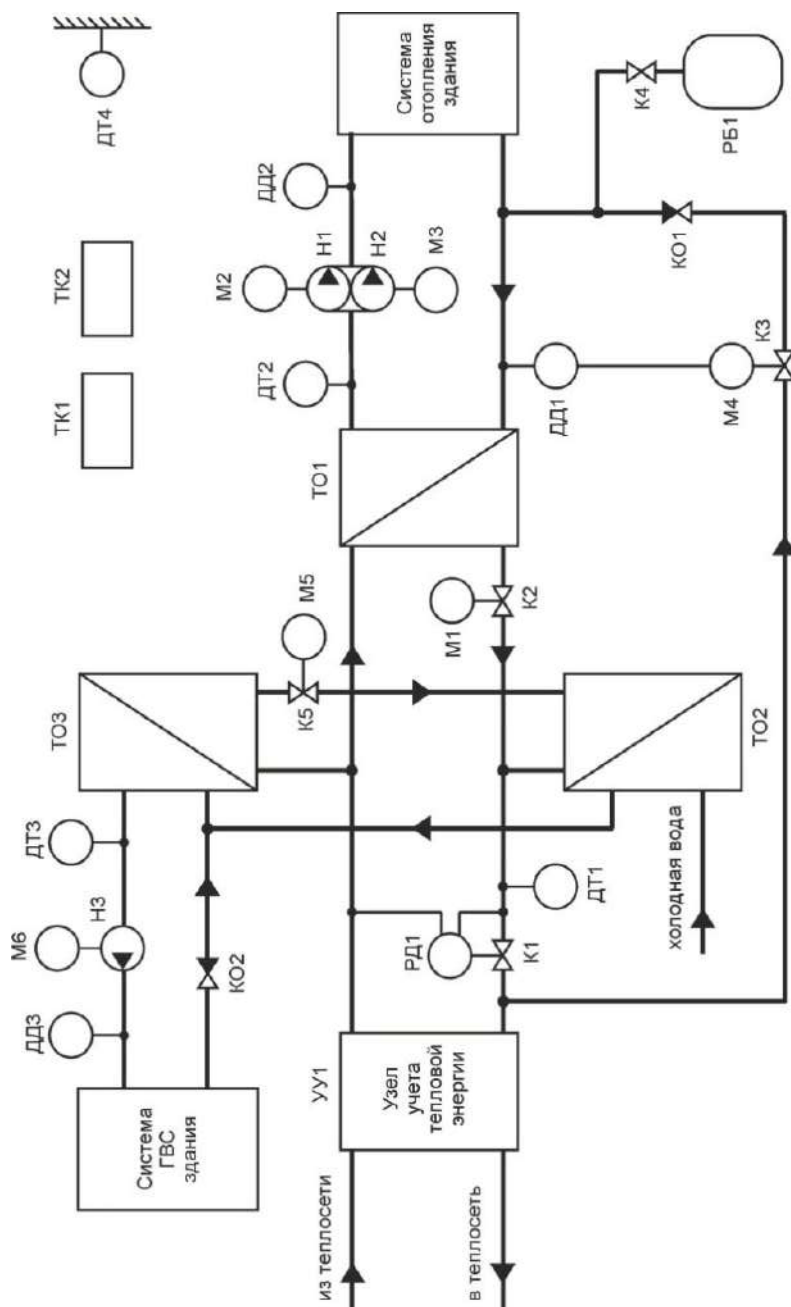 ДТ4
ТК2
ТК1
Система
отопления
здания
К4
РБ1
ДД2
М2
Н1
Н2
М3
КО1
ДТ2
К3
ДД1
М4
ТО1
М5
М1
К2
ТО3
К5
ТО2
ДТ3
холодная вода
М6
Н3
ДТ1
РД1
К1
КО2
ДД3
УУ1
Узел
учета
тепловой
энергии
Система
ГВС
здания
из теплосети
в теплосеть